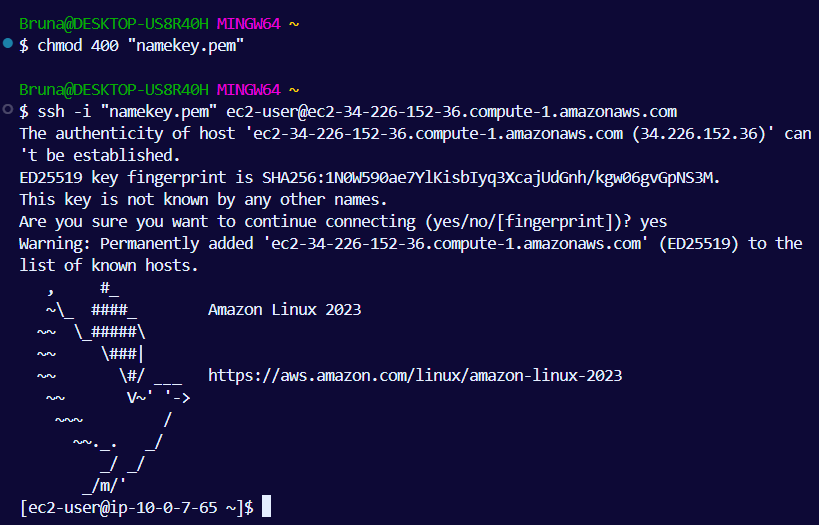 Bruna@DESKTOP-US8R40H MINGW64 ~
$ chmod 400 "namekey.pem"

Bruna@DESKTOP-US8R40H MINGW64 ~
$ ssh -i "namekey.pem" ec2-user@ec2-34-226-152-36.compute-1.amazonaws.com
The authenticity of host 'ec2-34-226-152-36.compute-1.amazonaws.com (34.226.152.36)' can
't be established.
ED25519 key fingerprint is SHA256:1N0W590ae7YlKisbIyq3XcajUdGnh/kgw06gvGpNS3M.
This key is not known by any other names.
Are you sure you want to continue connecting (yes/no/[fingerprint])? yes
Warning: Permanently added 'ec2-34-226-152-36.compute-1.amazonaws.com' (ED25519) to the
list of known hosts.
   ,     #_
   ~\_  ####_        Amazon Linux 2023
  ~~  \_#####\
  ~~     \###|
  ~~       \#/ ___   https://aws.amazon.com/linux/amazon-linux-2023
   ~~       V~' '->
    ~~~         /
      ~~._.   _/
         _/ _/
       _/m/'
[ec2-user@ip-10-0-7-65 ~]$